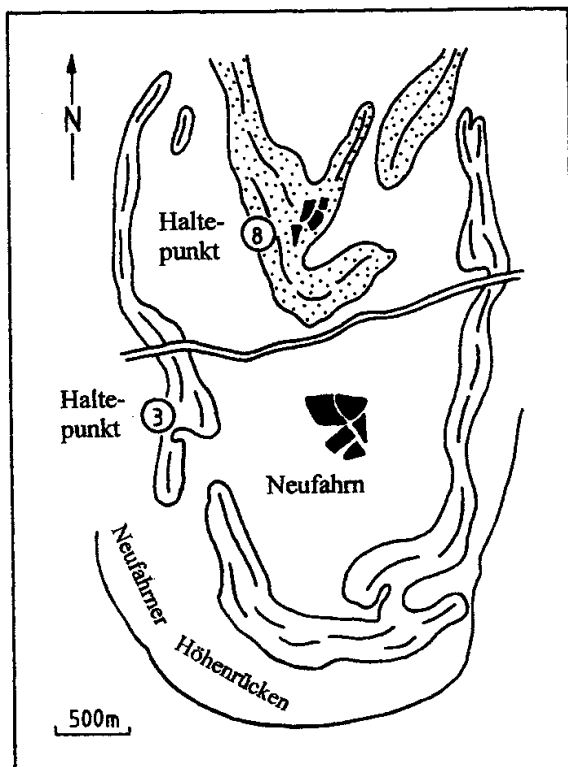 N
Halte-
punkt
8
Halte-
punkt
3
Neufahrn
Neufahrner
Höhenrücken
500m